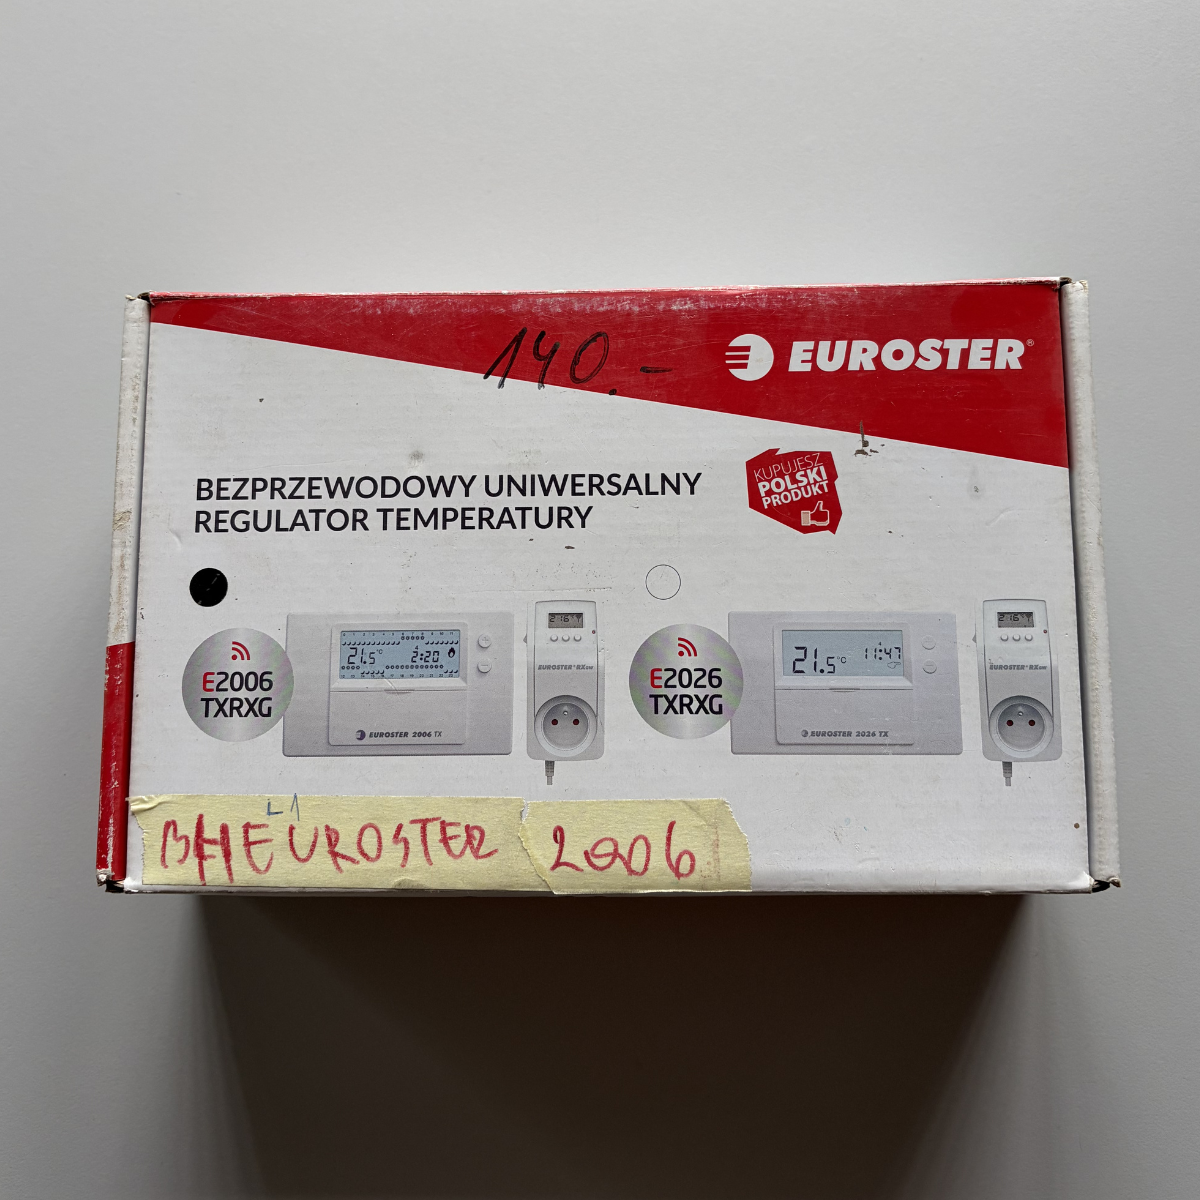 140.-
EUROSTER®
BEZPRZEWODOWY UNIWERSALNY
REGULATOR TEMPERATURY
KUPUJESZ
POLSKI
PRODUKT
E2006
TXRXG
21.5°C
2:20
EUROSTER 2006 TX
EUROSTER® RX
E2026
TXRXG
21.5°C
11:47
EUROSTER 2026 TX
EUROSTER® RX
L1
EUROSTER 2006